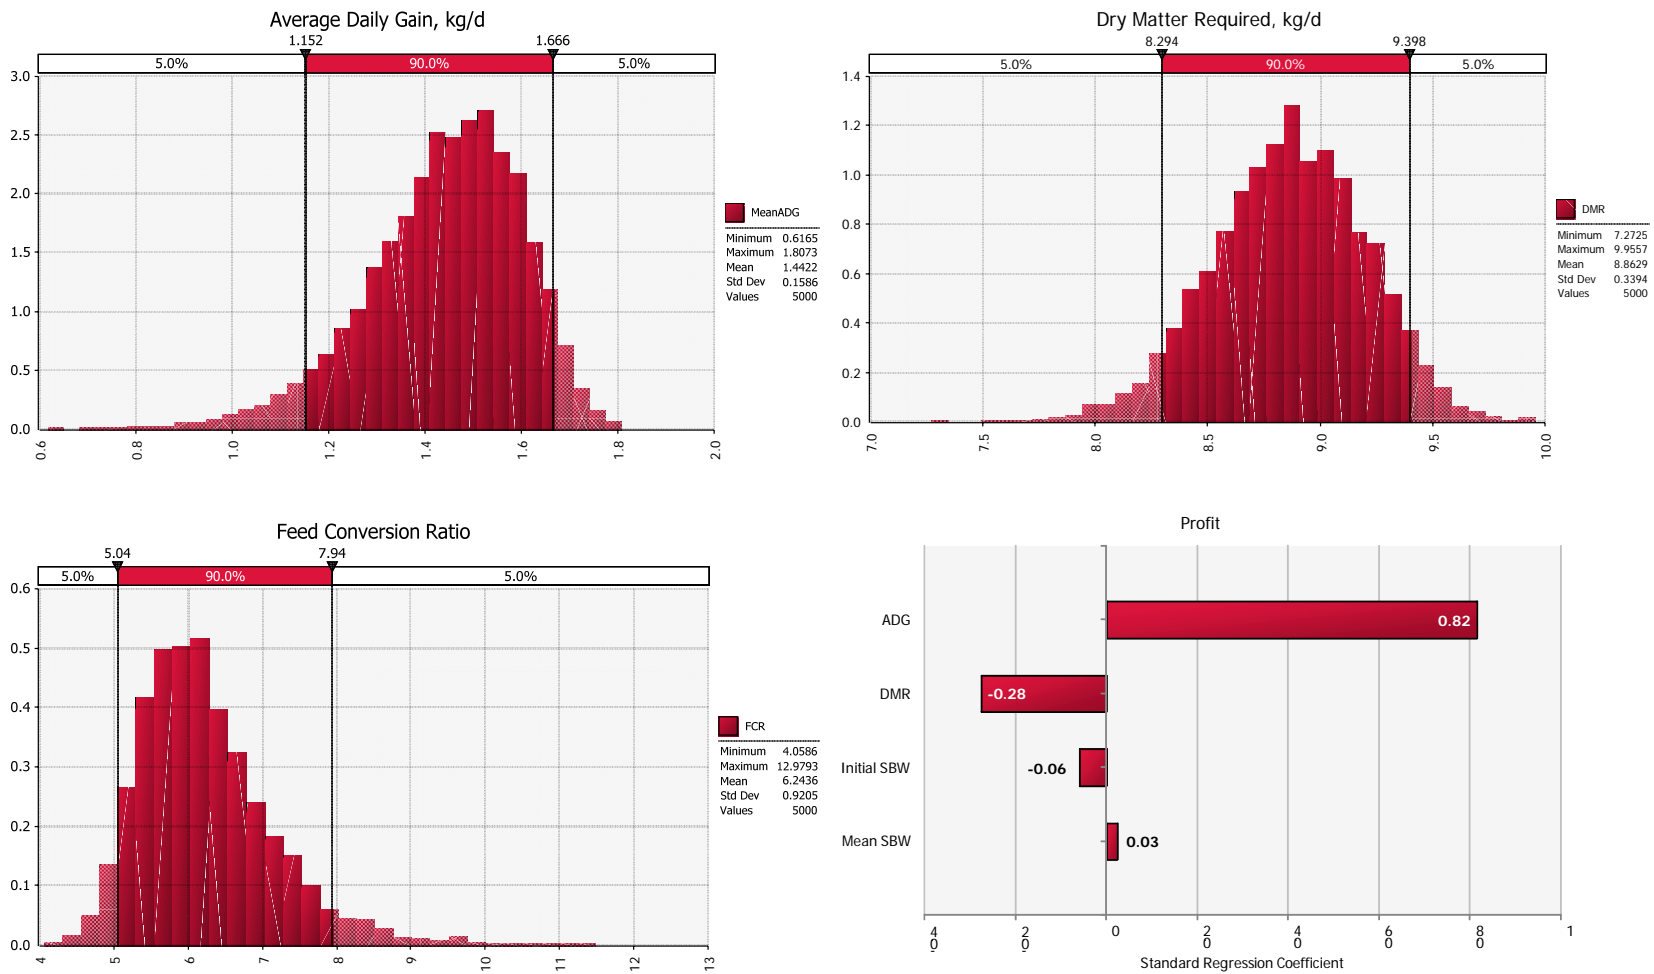 Average Daily Gain, kg/d
1.152 1.666
5.0% 90.0% 5.0%
3.0
2.5
2.0
1.5
1.0
0.5
0.0
0.6 0.8 1.0 1.2 1.4 1.6 1.8 2.0
MeanADG
Minimum 0.6165
Maximum 1.8073
Mean 1.4422
Std Dev 0.1586
Values 5000
Dry Matter Required, kg/d
8.294 9.398
5.0% 90.0% 5.0%
1.4
1.2
1.0
0.8
0.6
0.4
0.2
0.0
7.0 7.5 8.0 8.5 9.0 9.5 10.0
DMR
Minimum 7.2725
Maximum 9.9557
Mean 8.8629
Std Dev 0.3394
Values 5000
Feed Conversion Ratio
5.04 7.94
5.0% 90.0% 5.0%
0.6
0.5
0.4
0.3
0.2
0.1
0.0
4 5 6 7 8 9 10 11 12 13
FCR
Minimum 4.0586
Maximum 12.9793
Mean 6.2436
Std Dev 0.9205
Values 5000
Profit
ADG 0.82
DMR -0.28
Initial SBW -0.06
Mean SBW 0.03
0 1
Standard Regression Coefficient